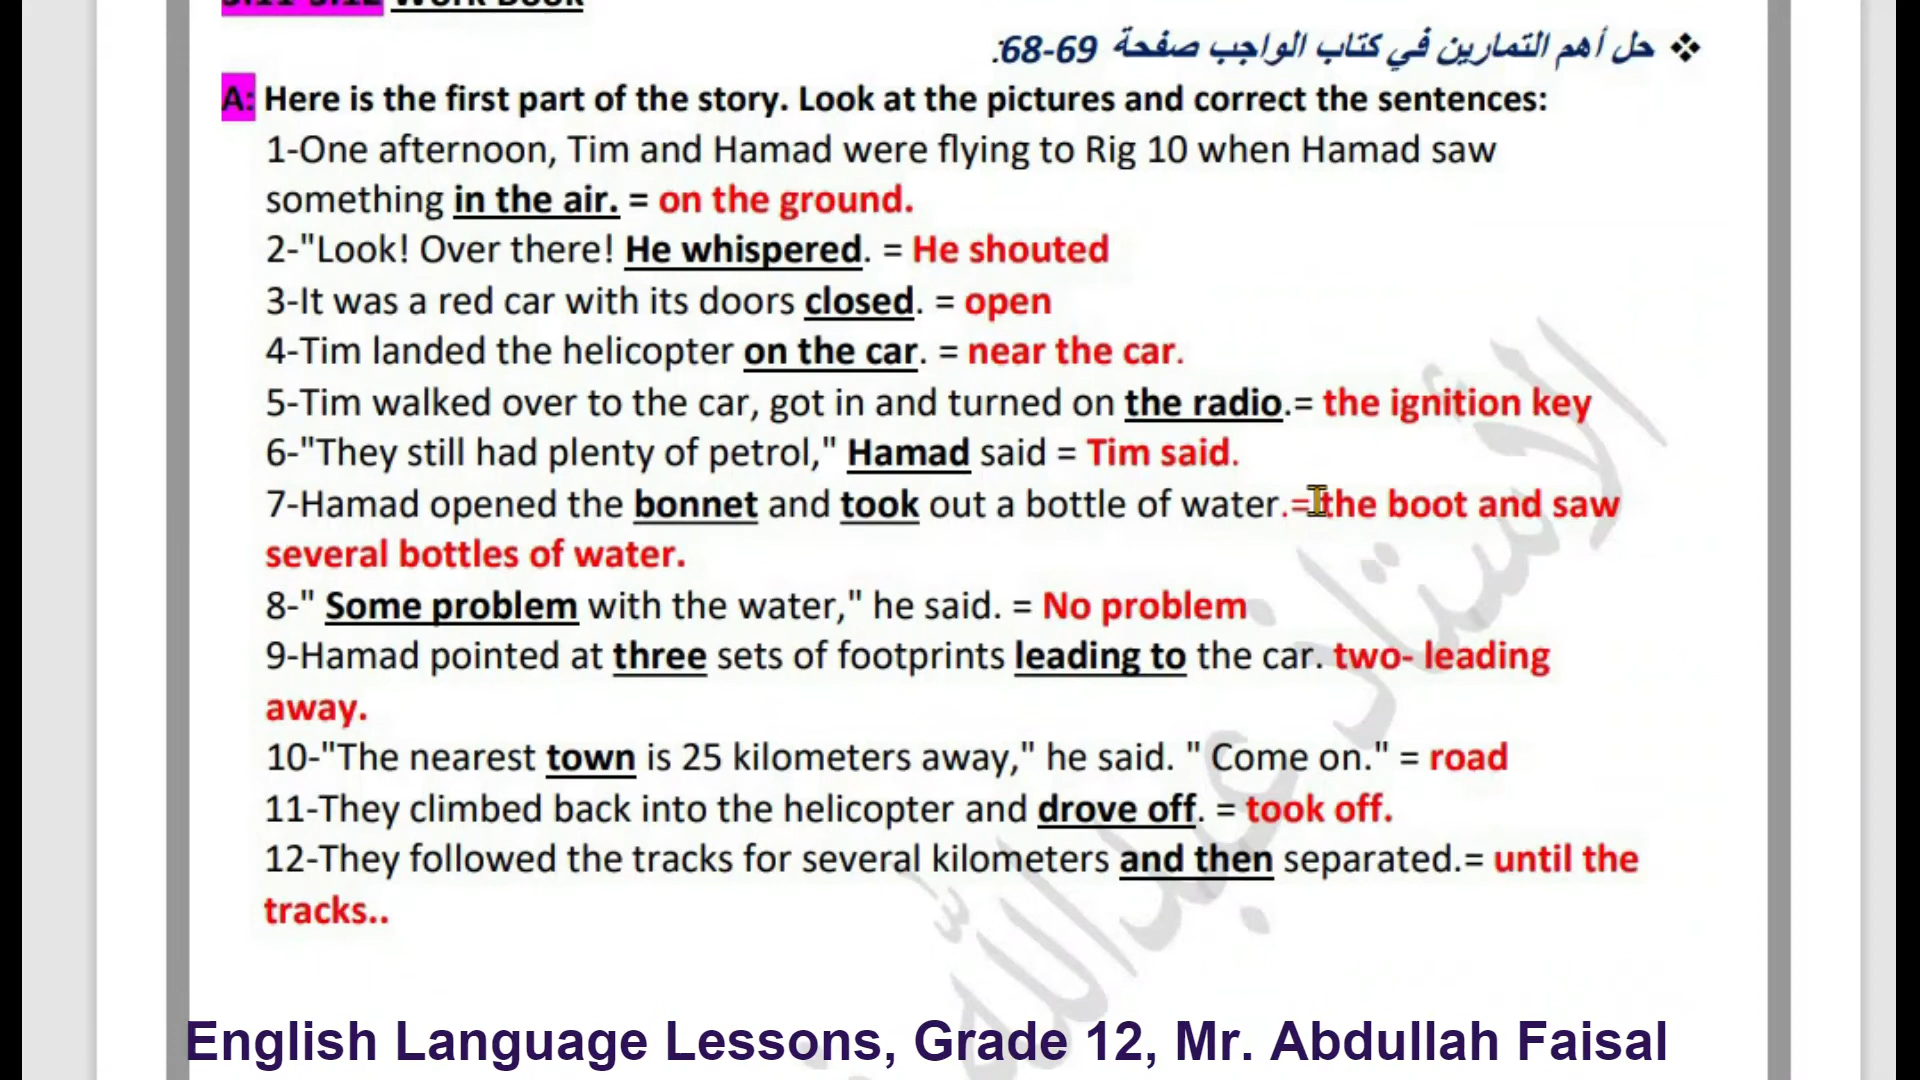 3.11-3.12 Work Book
❖ حل أهم التمارين في كتاب الواجب صفحة 68-69:
A: Here is the first part of the story. Look at the pictures and correct the sentences:
1-One afternoon, Tim and Hamad were flying to Rig 10 when Hamad saw
something in the air. = on the ground.
2-"Look! Over there! He whispered. = He shouted
3-It was a red car with its doors closed. = open
4-Tim landed the helicopter on the car. = near the car.
5-Tim walked over to the car, got in and turned on the radio.= the ignition key
6-"They still had plenty of petrol," Hamad said = Tim said.
7-Hamad opened the bonnet and took out a bottle of water.= the boot and saw
several bottles of water.
8-" Some problem with the water," he said. = No problem
9-Hamad pointed at three sets of footprints leading to the car. two- leading
away.
10-"The nearest town is 25 kilometers away," he said. " Come on." = road
11-They climbed back into the helicopter and drove off. = took off.
12-They followed the tracks for several kilometers and then separated.= until the
tracks..
الأستاذ عبدالله
English Language Lessons, Grade 12, Mr. Abdullah Faisal